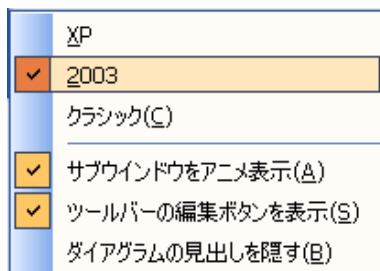 XP
2003
クラシック(C)
サブウインドウをアニメ表示(A)
ツールバーの編集ボタンを表示(S)
ダイアグラムの見出しを隠す(B)